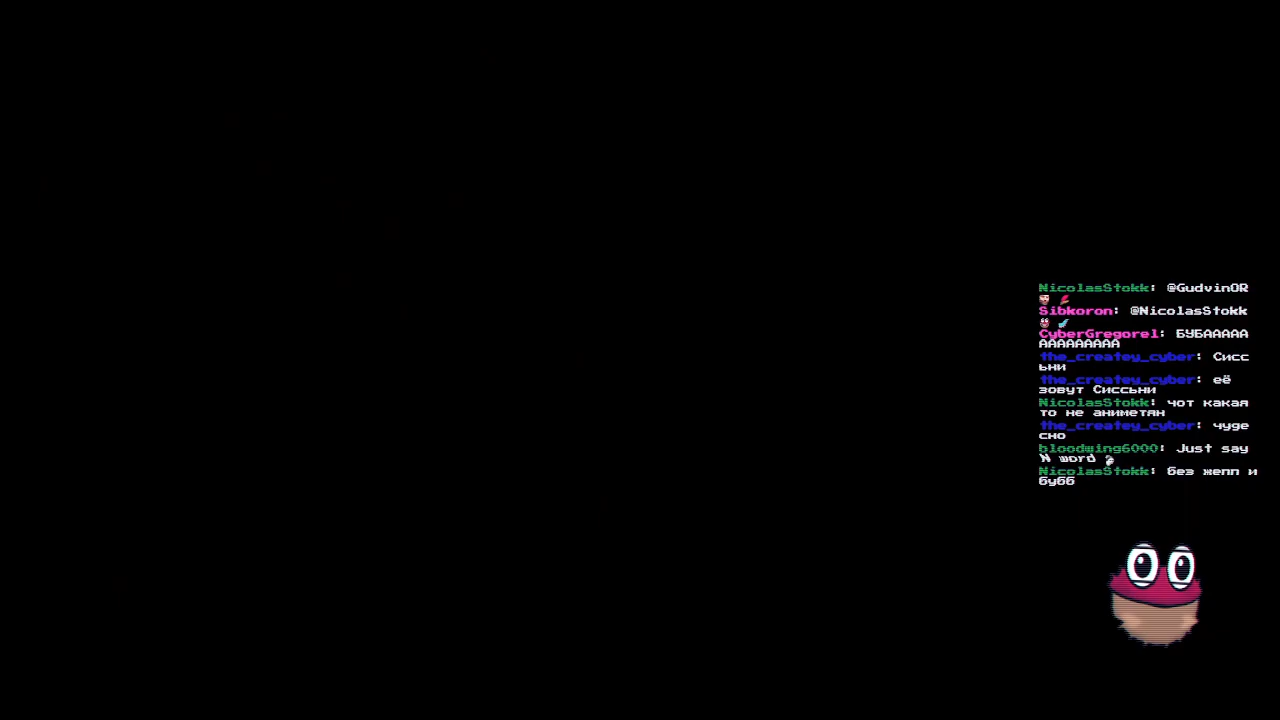 NicolasStokk: @GudvinOR
Sibkoron: @NicolasStokk
CyberGregorel: БУБААААА
ААААААААА
the_createy_cyber: Сисс
ьни
the_createy_cyber: её
зовут Сиссьни
NicolasStokk: чот какая
то не аниметян
the_createy_cyber: чуде
сно
bloodwing6000: Just say
N word ?
NicolasStokk: без жепп и
бубб